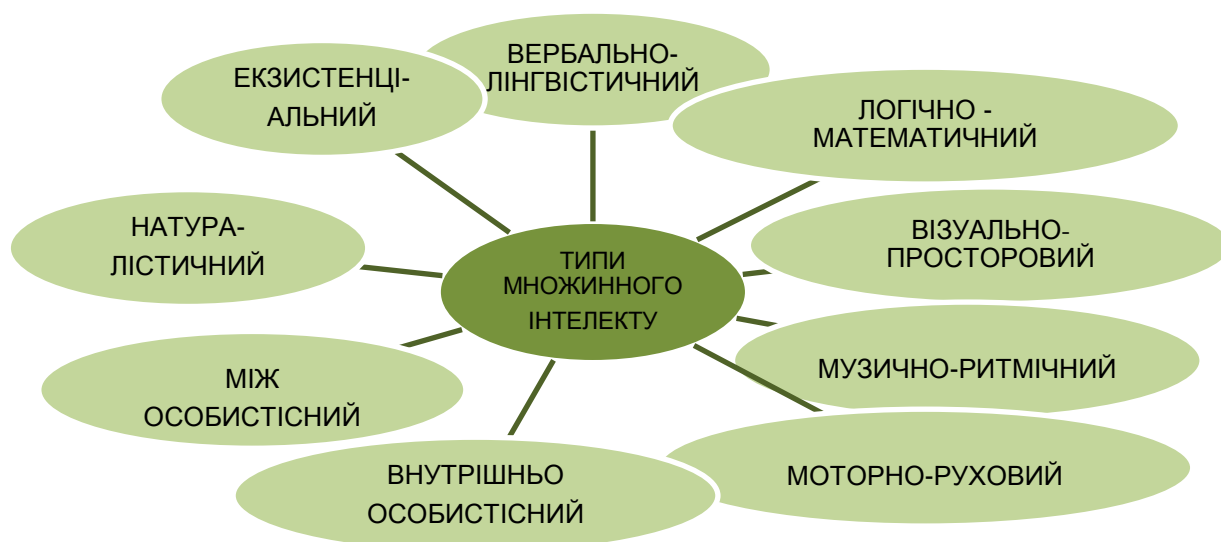 ВЕРБАЛЬНО-
ЛІНГВІСТИЧНИЙ
ЕКЗИСТЕНЦІ-
АЛЬНИЙ
ЛОГІЧНО -
МАТЕМАТИЧНИЙ
НАТУРА-
ЛІСТИЧНИЙ
ВІЗУАЛЬНО-
ПРОСТОРОВИЙ
ТИПИ
МНОЖИННОГО
ІНТЕЛЕКТУ
МІЖ
ОСОБИСТІСНИЙ
МУЗИЧНО-РИТМІЧНИЙ
ВНУТРІШНЬО
ОСОБИСТІСНИЙ
МОТОРНО-РУХОВИЙ